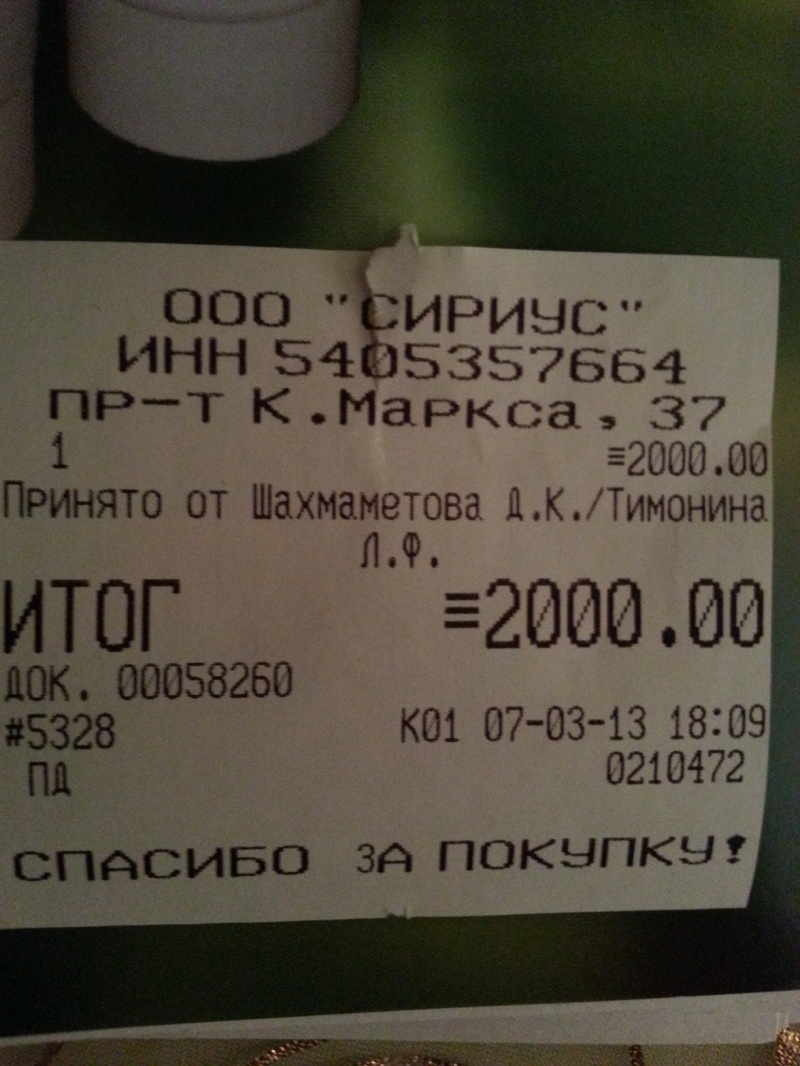 ООО "СИРИУС"
ИНН 5405357664
ПР-Т К.Маркса, 37
1 ≡2000.00
Принято от Шахмаметова Д.К./Тимонина
Л.Ф.
ИТОГ ≡2000.00
ДОК. 00058260
#5328 К01 07-03-13 18:09
ПД 0210472
СПАСИБО ЗА ПОКУПКУ!